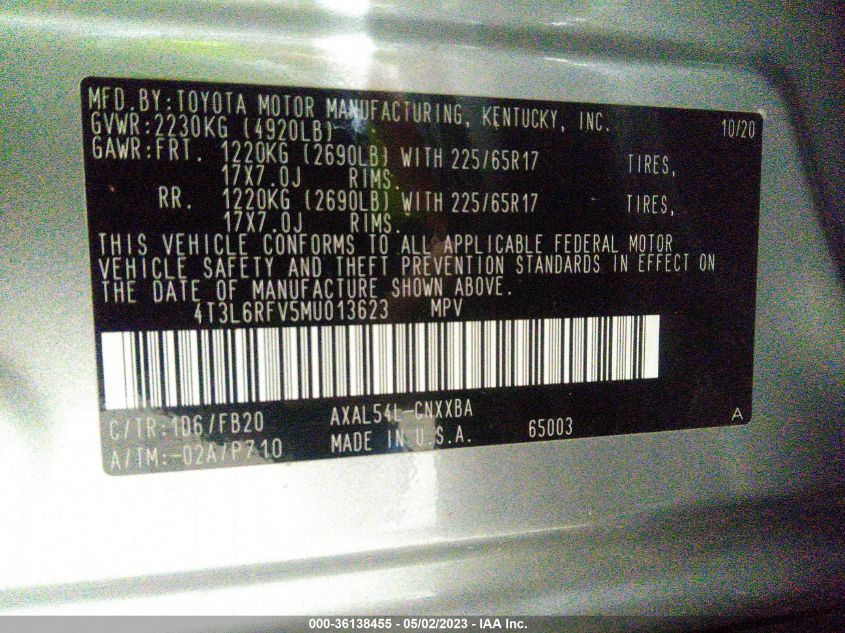 MFD.BY:TOYOTA MOTOR MANUFACTURING, KENTUCKY, INC. 10/20
GVWR:2230KG (4920LB)
GAWR:FRT. 1220KG (2690LB) WITH 225/65R17 TIRES,
17X7.0J RIMS.
RR. 1220KG (2690LB) WITH 225/65R17 TIRES,
17X7.0J RIMS.
THIS VEHICLE CONFORMS TO ALL APPLICABLE FEDERAL MOTOR
VEHICLE SAFETY AND THEFT PREVENTION STANDARDS IN EFFECT ON
THE DATE OF MANUFACTURE SHOWN ABOVE.
4T3L6RFV5MU013623 MPV
C/TR:1D6/FB20 AXAL54L-CNXXBA A
A/TM:-02A/P710 MADE IN U.S.A. 65003
000-36138455 - 05/02/2023 - IAA Inc.